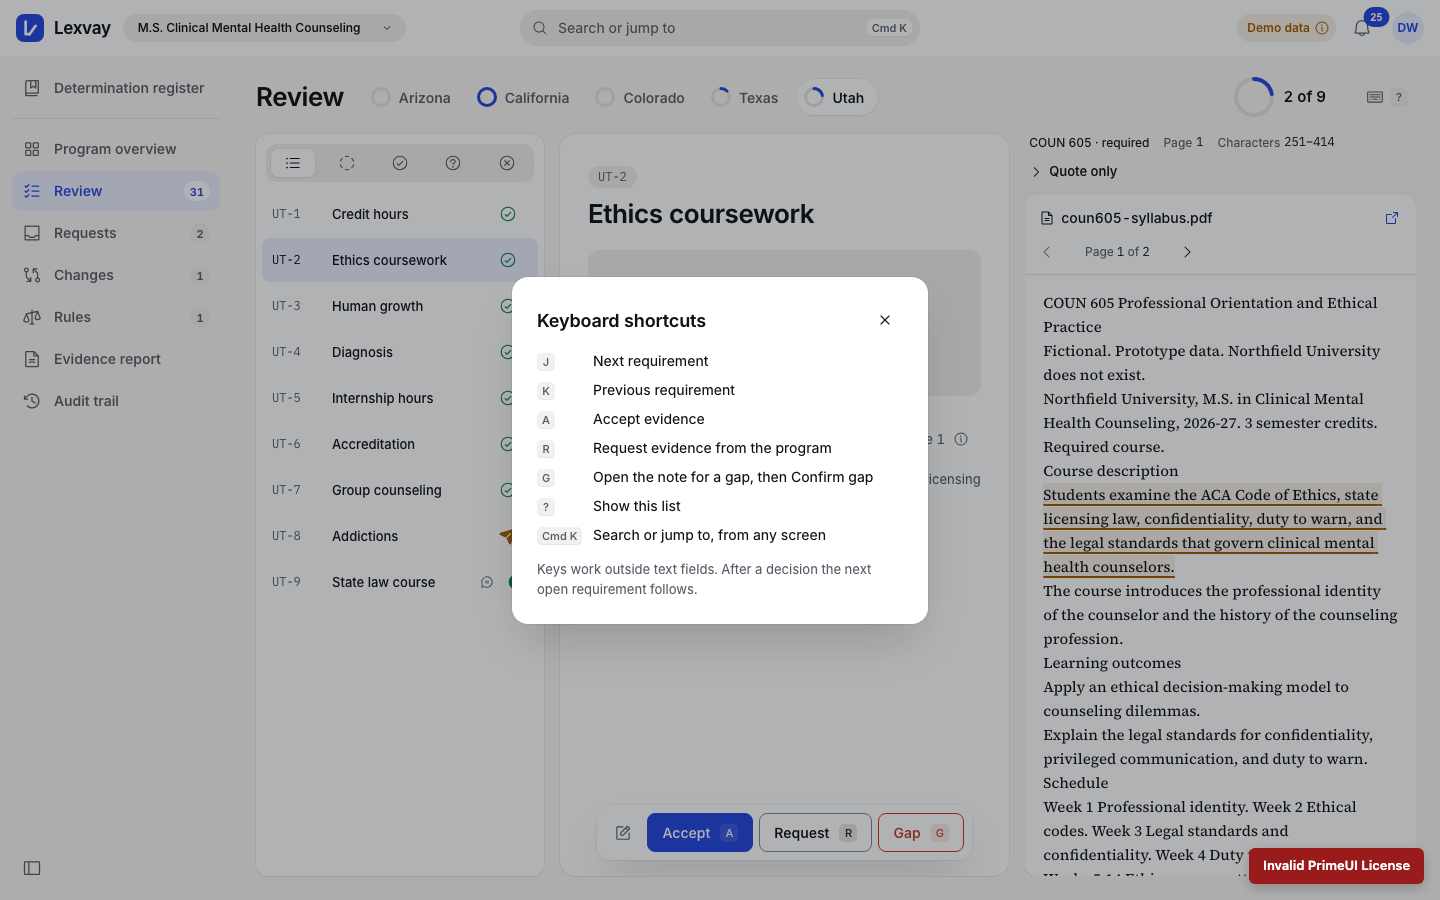 Lexvay
M.S. Clinical Mental Health Counseling
Search or jump to
Cmd K
Demo data
25
DW
Determination register
Program overview
Review
31
Requests
2
Changes
1
Rules
1
Evidence report
Audit trail
Review
Arizona
California
Colorado
Texas
Utah
2 of 9
?
UT-1
Credit hours
UT-2
Ethics coursework
UT-3
Human growth
UT-4
Diagnosis
UT-5
Internship hours
UT-6
Accreditation
UT-7
Group counseling
UT-8
Addictions
UT-9
State law course
UT-2
Ethics coursework
1
licensing
Accept
A
Request
R
Gap
G
Keyboard shortcuts
J
Next requirement
K
Previous requirement
A
Accept evidence
R
Request evidence from the program
G
Open the note for a gap, then Confirm gap
?
Show this list
Cmd K
Search or jump to, from any screen
Keys work outside text fields. After a decision the next
open requirement follows.
COUN 605 · required
Page 1
Characters 251–414
Quote only
coun605-syllabus.pdf
Page 1 of 2
COUN 605 Professional Orientation and Ethical
Practice
Fictional. Prototype data. Northfield University
does not exist.
Northfield University, M.S. in Clinical Mental
Health Counseling, 2026-27. 3 semester credits.
Required course.
Course description
Students examine the ACA Code of Ethics, state
licensing law, confidentiality, duty to warn, and
the legal standards that govern clinical mental
health counselors.
The course introduces the professional identity
of the counselor and the history of the counseling
profession.
Learning outcomes
Apply an ethical decision-making model to
counseling dilemmas.
Explain the legal standards for confidentiality,
privileged communication, and duty to warn.
Schedule
Week 1 Professional identity. Week 2 Ethical
codes. Week 3 Legal standards and
confidentiality. Week 4 Duty
Invalid PrimeUI License